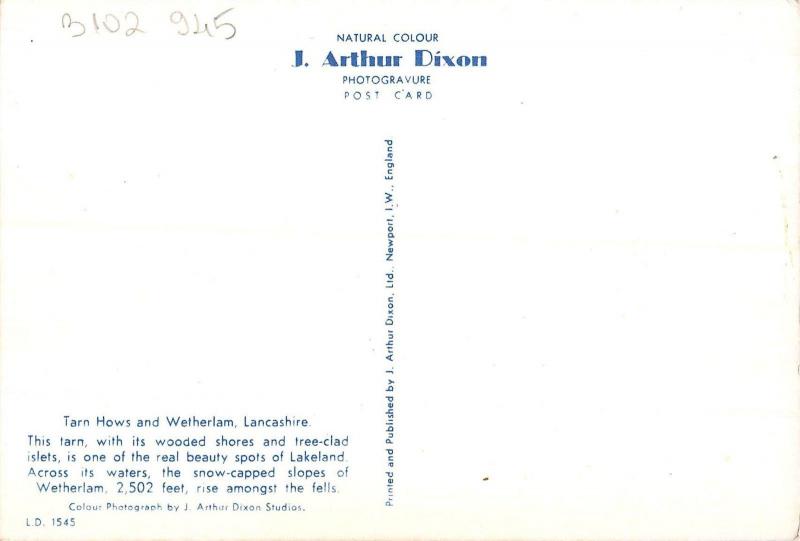 B102 945
NATURAL COLOUR
J. Arthur Dixon
PHOTOGRAVURE
POST CARD
Printed and Published by J. Arthur Dixon, Ltd., Newport, I.W., England
Tarn Hows and Wetherlam, Lancashire.
This tarn, with its wooded shores and tree-clad
islets, is one of the real beauty spots of Lakeland.
Across its waters, the snow-capped slopes of
Wetherlam, 2,502 feet, rise amongst the fells.
Colour Photograph by J. Arthur Dixon Studios.
L.D. 1545